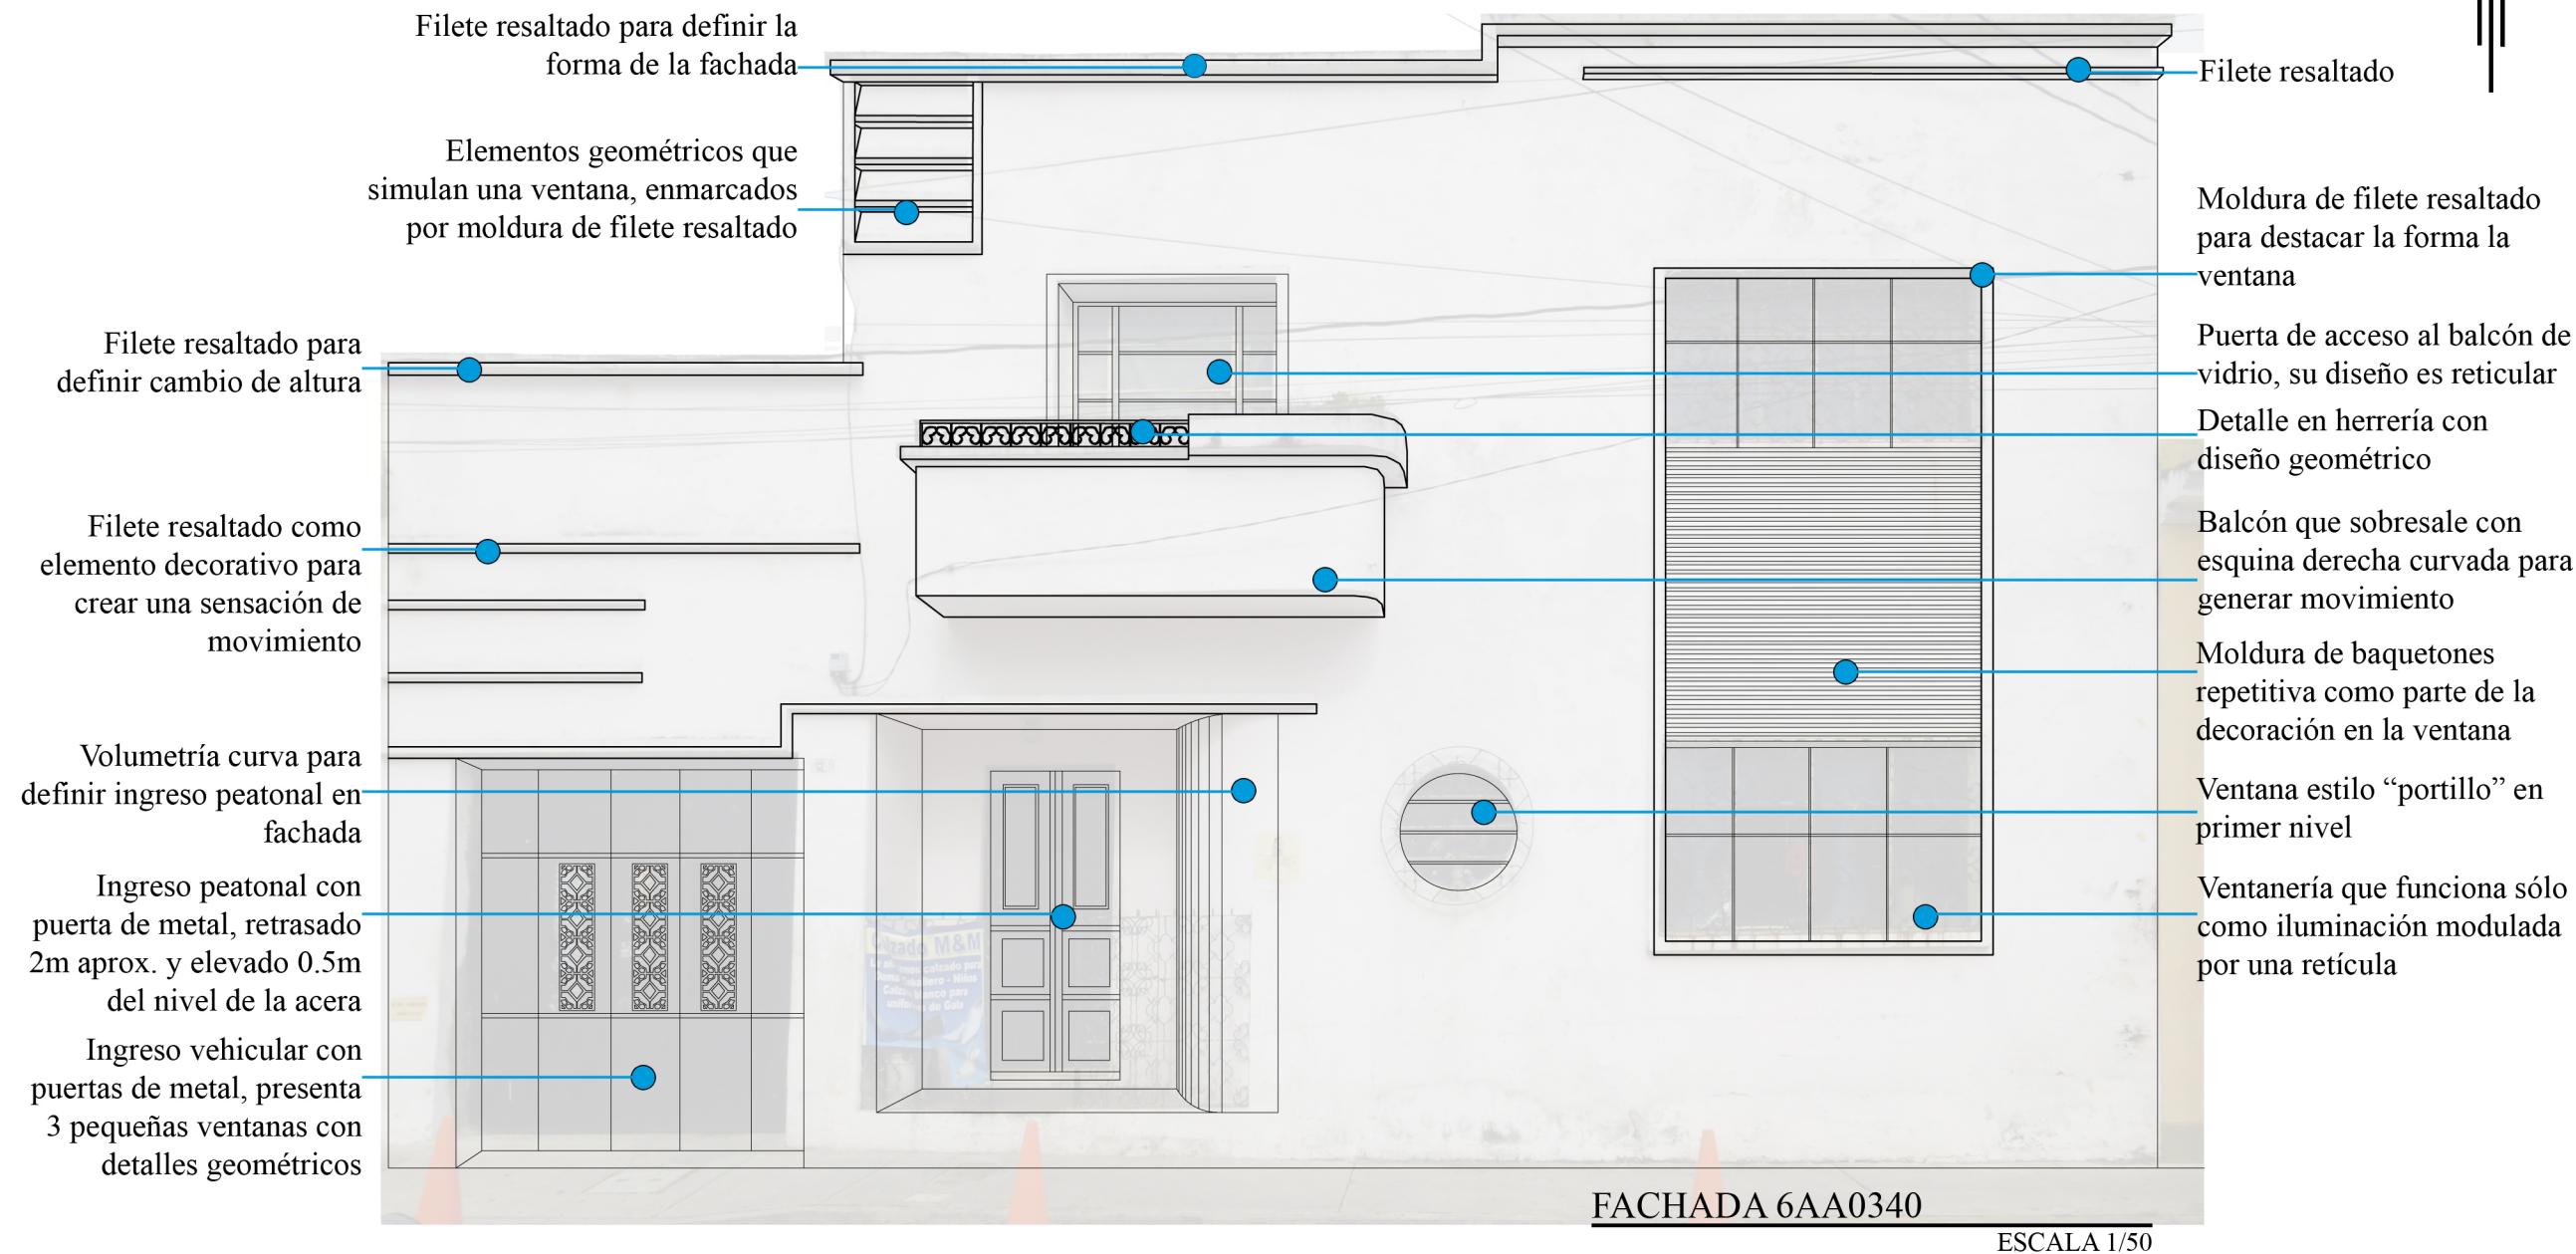 Filete resaltado para definir la
forma de la fachada
Elementos geométricos que
simulan una ventana, enmarcados
por moldura de filete resaltado
Filete resaltado para
definir cambio de altura
Filete resaltado como
elemento decorativo para
crear una sensación de
movimiento
Volumetría curva para
definir ingreso peatonal en
fachada
Ingreso peatonal con
puerta de metal, retrasado
2m aprox. y elevado 0.5m
del nivel de la acera
Ingreso vehicular con
puertas de metal, presenta
3 pequeñas ventanas con
detalles geométricos
Filete resaltado
Moldura de filete resaltado
para destacar la forma la
ventana
Puerta de acceso al balcón de
vidrio, su diseño es reticular
Detalle en herrería con
diseño geométrico
Balcón que sobresale con
esquina derecha curvada para
generar movimiento
Moldura de baquetones
repetitiva como parte de la
decoración en la ventana
Ventana estilo “portillo” en
primer nivel
Ventanería que funciona sólo
como iluminación modulada
por una retícula
Calzado M&M
calzado para
Niños
para
de Gala
FACHADA 6AA0340
ESCALA 1/50